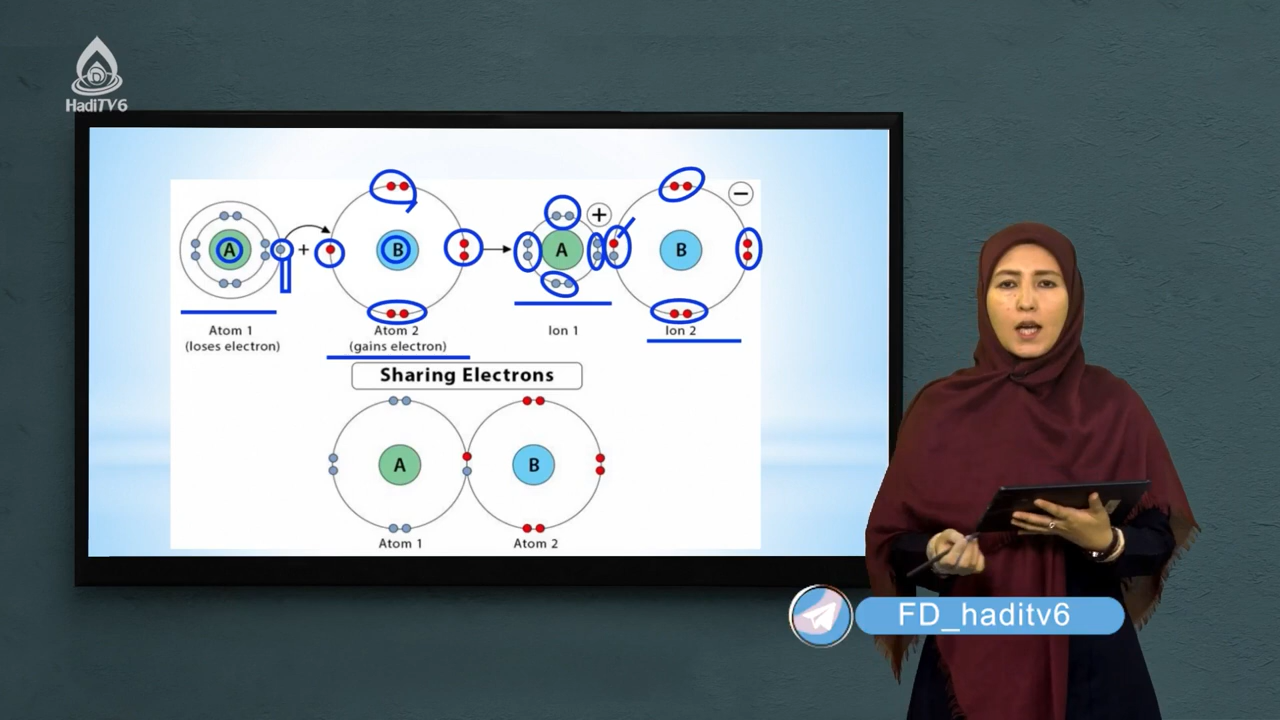 HadiTV6
A
+
B
A
+
B
−
Atom 1
(loses electron)
Atom 2
(gains electron)
Ion 1
Ion 2
Sharing Electrons
A
B
Atom 1
Atom 2
FD_haditv6